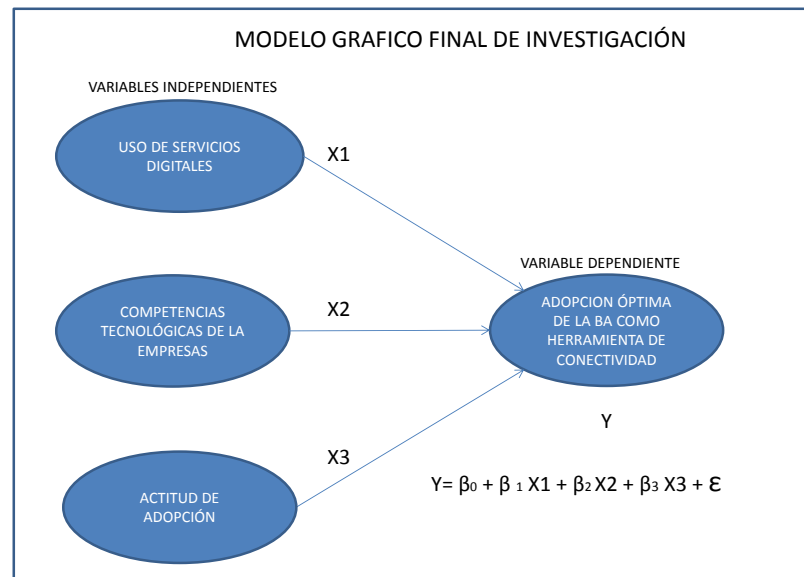 MODELO GRAFICO FINAL DE INVESTIGACIÓN
VARIABLES INDEPENDIENTES
USO DE SERVICIOS
DIGITALES
X1
VARIABLE DEPENDIENTE
COMPETENCIAS
TECNOLÓGICAS DE LA
EMPRESAS
X2
ADOPCION ÓPTIMA
DE LA BA COMO
HERRAMIENTA DE
CONECTIVIDAD
Y
X3
ACTITUD DE
ADOPCIÓN
Y= β₀ + β ₁ X1 + β₂ X2 + β₃ X3 + ε